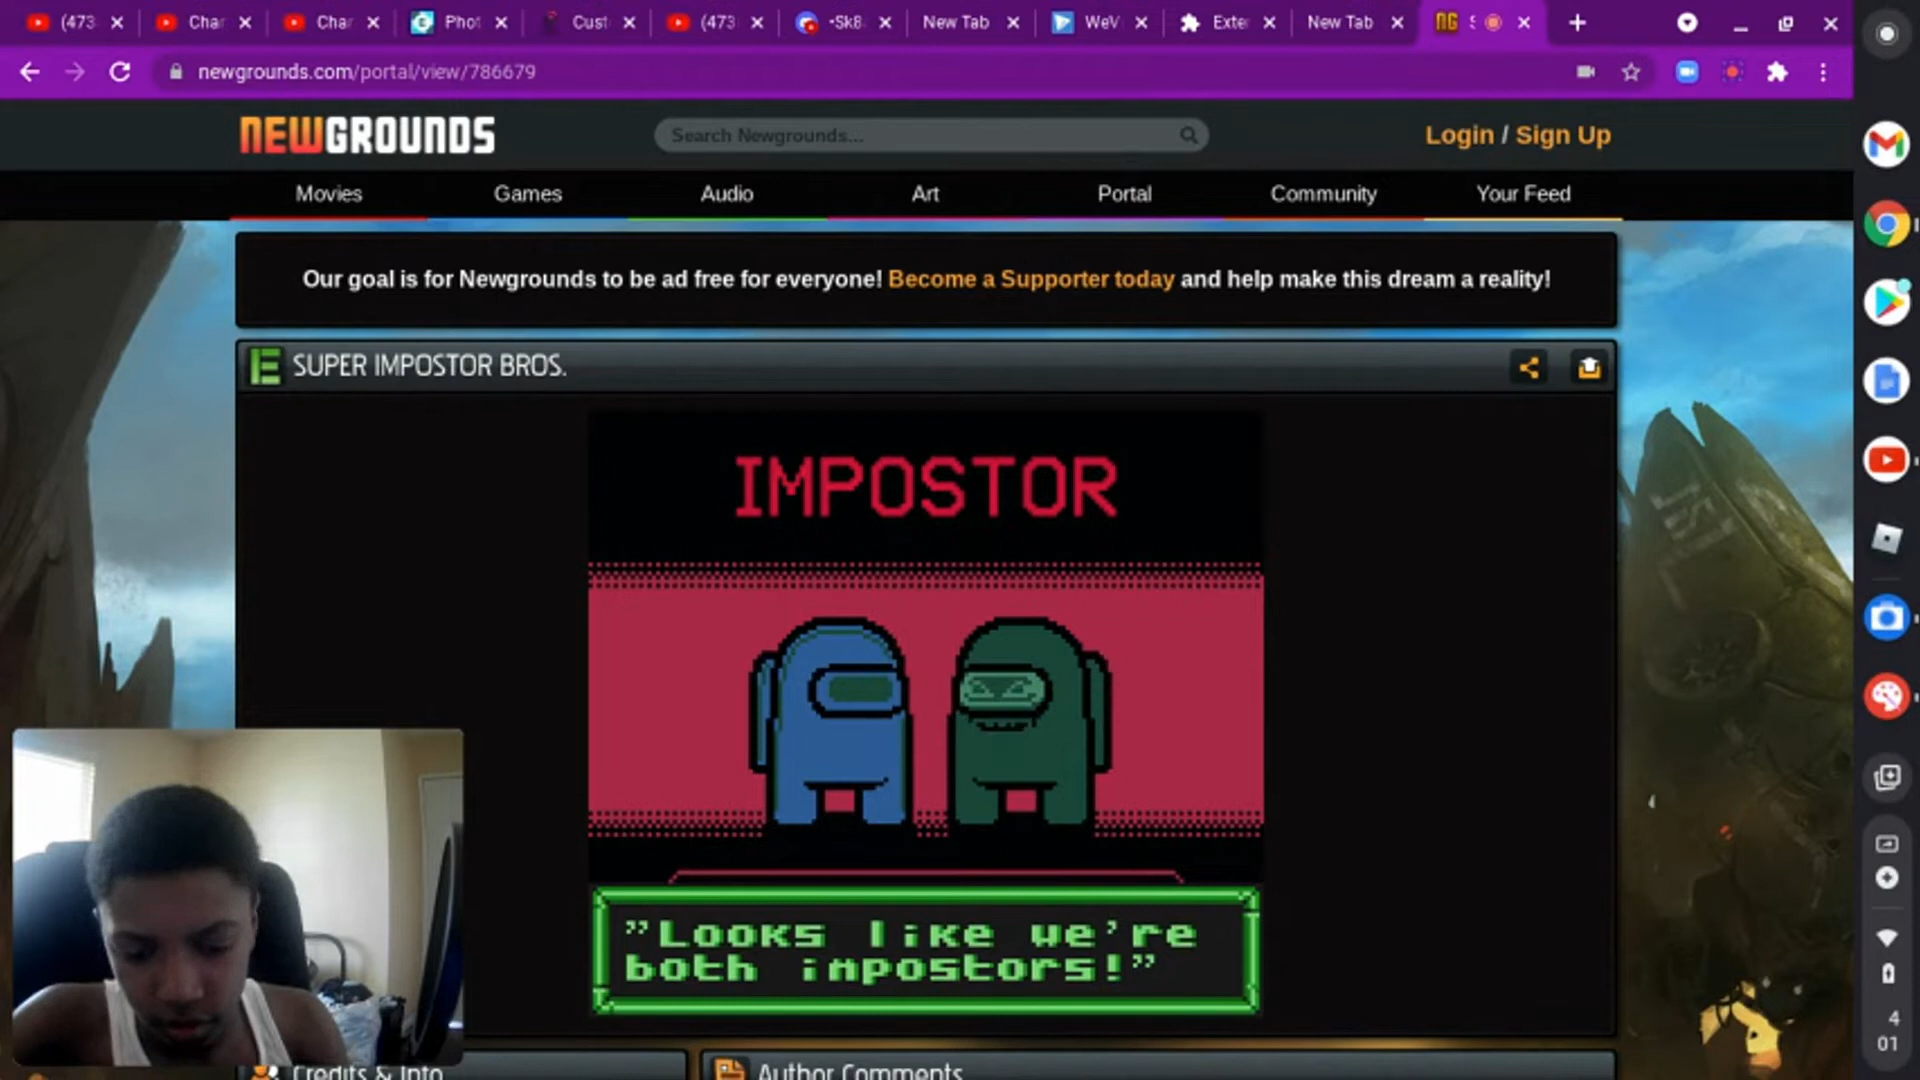 (473
Char
Char
Phot
Cust
(473
-Sk8
New Tab
WeV
Exte
New Tab
NG S
newgrounds.com/portal/view/786679
NEWGROUNDS
Search Newgrounds...
Login / Sign Up
Movies
Games
Audio
Art
Portal
Community
Your Feed
Our goal is for Newgrounds to be ad free for everyone! Become a Supporter today and help make this dream a reality!
E SUPER IMPOSTOR BROS.
IMPOSTOR
"Looks like we're
both impostors!"
Credits & Info
Author Comments
4
01